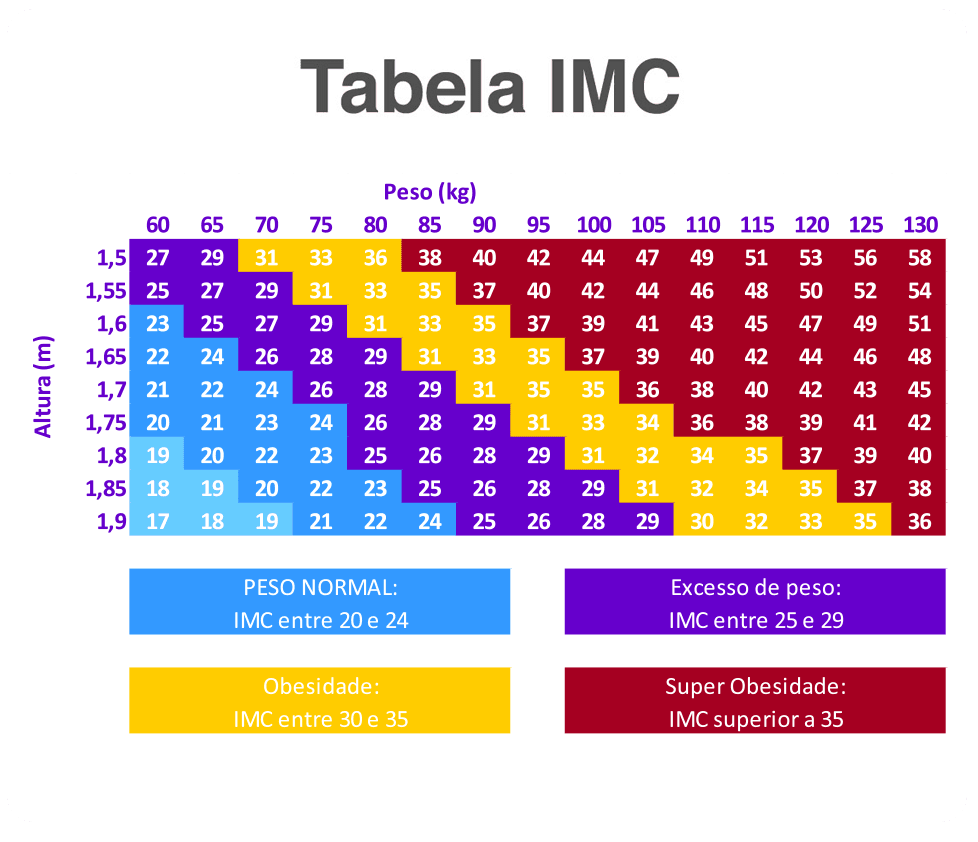 Tabela IMC
Peso (kg)
60 65 70 75 80 85 90 95 100 105 110 115 120 125 130
Altura (m)
1,5 27 29 31 33 36 38 40 42 44 47 49 51 53 56 58
1,55 25 27 29 31 33 35 37 40 42 44 46 48 50 52 54
1,6 23 25 27 29 31 33 35 37 39 41 43 45 47 49 51
1,65 22 24 26 28 29 31 33 35 37 39 40 42 44 46 48
1,7 21 22 24 26 28 29 31 35 35 36 38 40 42 43 45
1,75 20 21 23 24 26 28 29 31 33 34 36 38 39 41 42
1,8 19 20 22 23 25 26 28 29 31 32 34 35 37 39 40
1,85 18 19 20 22 23 25 26 28 29 31 32 34 35 37 38
1,9 17 18 19 21 22 24 25 26 28 29 30 32 33 35 36
PESO NORMAL:
IMC entre 20 e 24
Excesso de peso:
IMC entre 25 e 29
Obesidade:
IMC entre 30 e 35
Super Obesidade:
IMC superior a 35